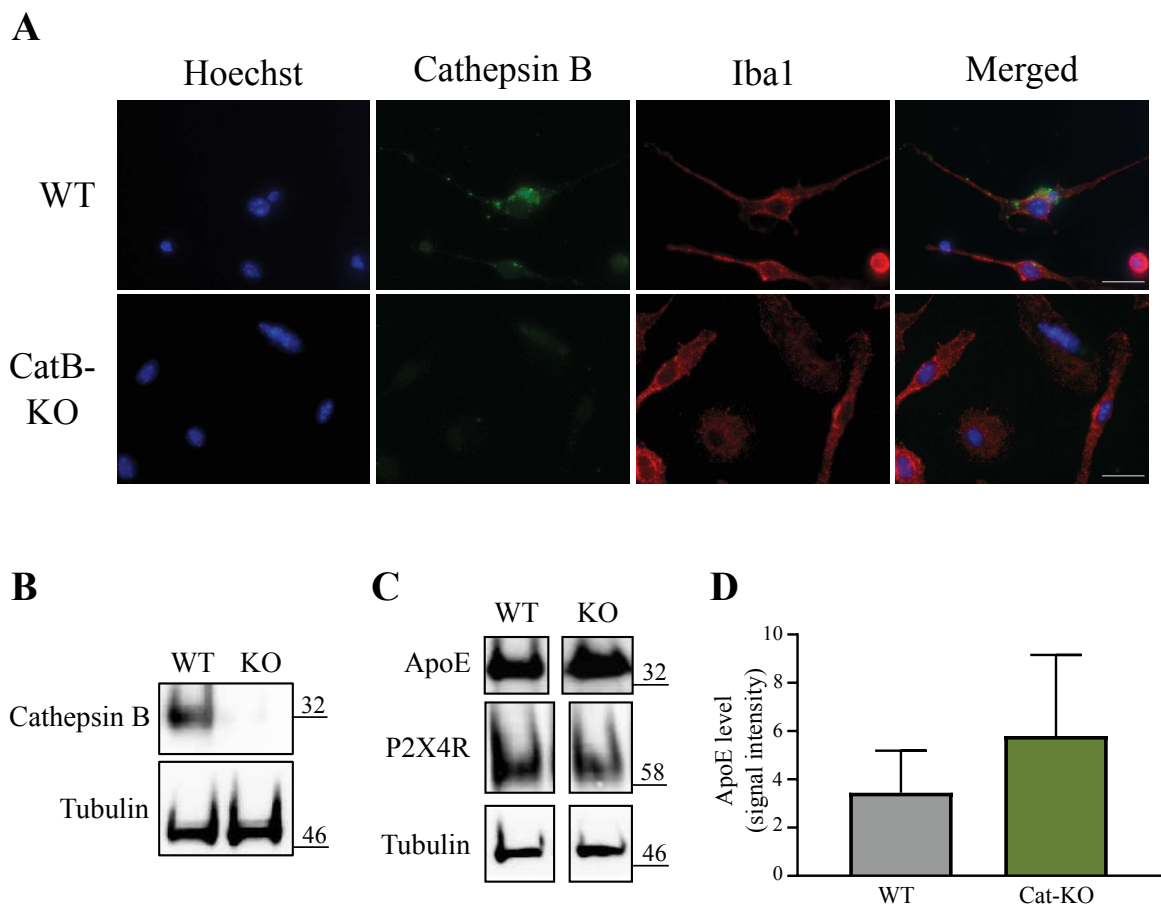 A
Hoechst Cathepsin B Iba1 Merged
WT
CatB-
KO
B
WT KO
Cathepsin B 32
Tubulin 46
C
WT KO
ApoE 32
P2X4R 58
Tubulin 46
D
ApoE level
(signal intensity)
10
8
6
4
2
0
WT Cat-KO